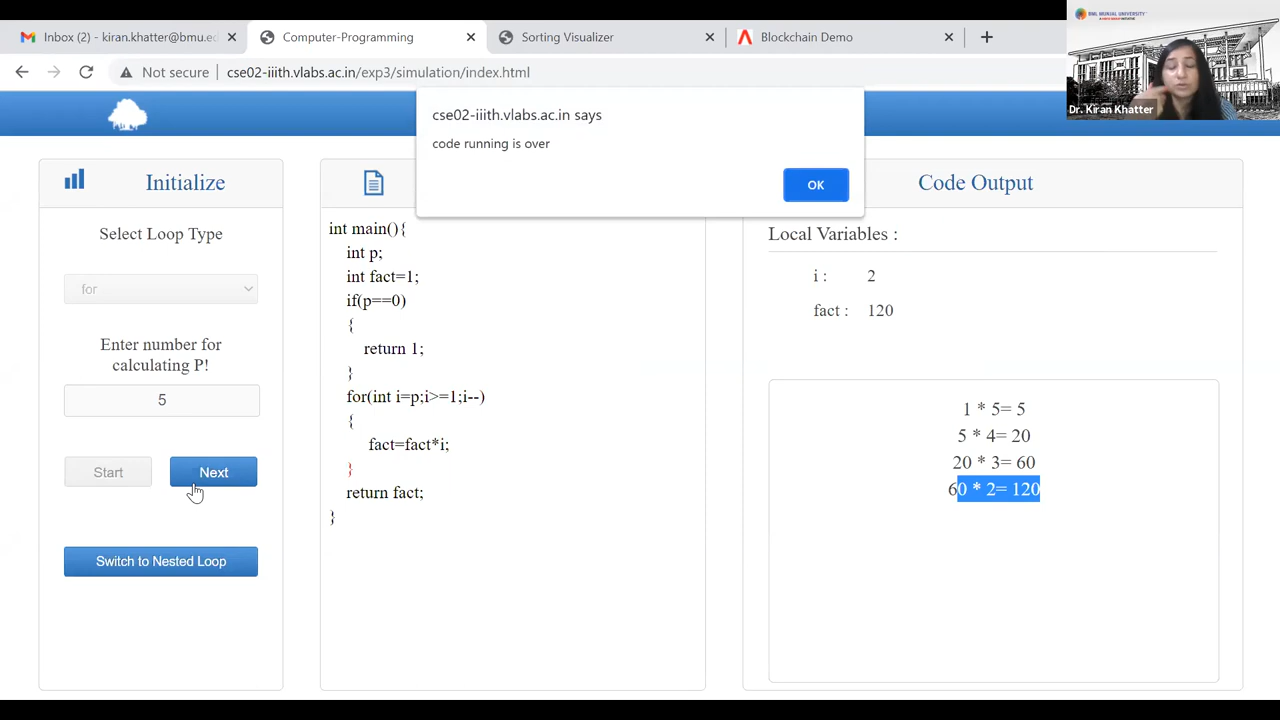 Inbox (2) - kiran.khatter@bmu.ed
Computer-Programming
Sorting Visualizer
Blockchain Demo
Not secure
cse02-iiith.vlabs.ac.in/exp3/simulation/index.html
BML MUNJAL UNIVERSITY
Dr. Kiran Khatter
cse02-iiith.vlabs.ac.in says
code running is over
OK
Initialize
Select Loop Type
for
Enter number for
calculating P!
5
Start
Next
Switch to Nested Loop
int main(){
int p;
int fact=1;
if(p==0)
{
return 1;
}
for(int i=p;i>=1;i--)
{
fact=fact*i;
}
return fact;
}
Code Output
Local Variables :
i : 2
fact : 120
1 * 5= 5
5 * 4= 20
20 * 3= 60
60 * 2= 120